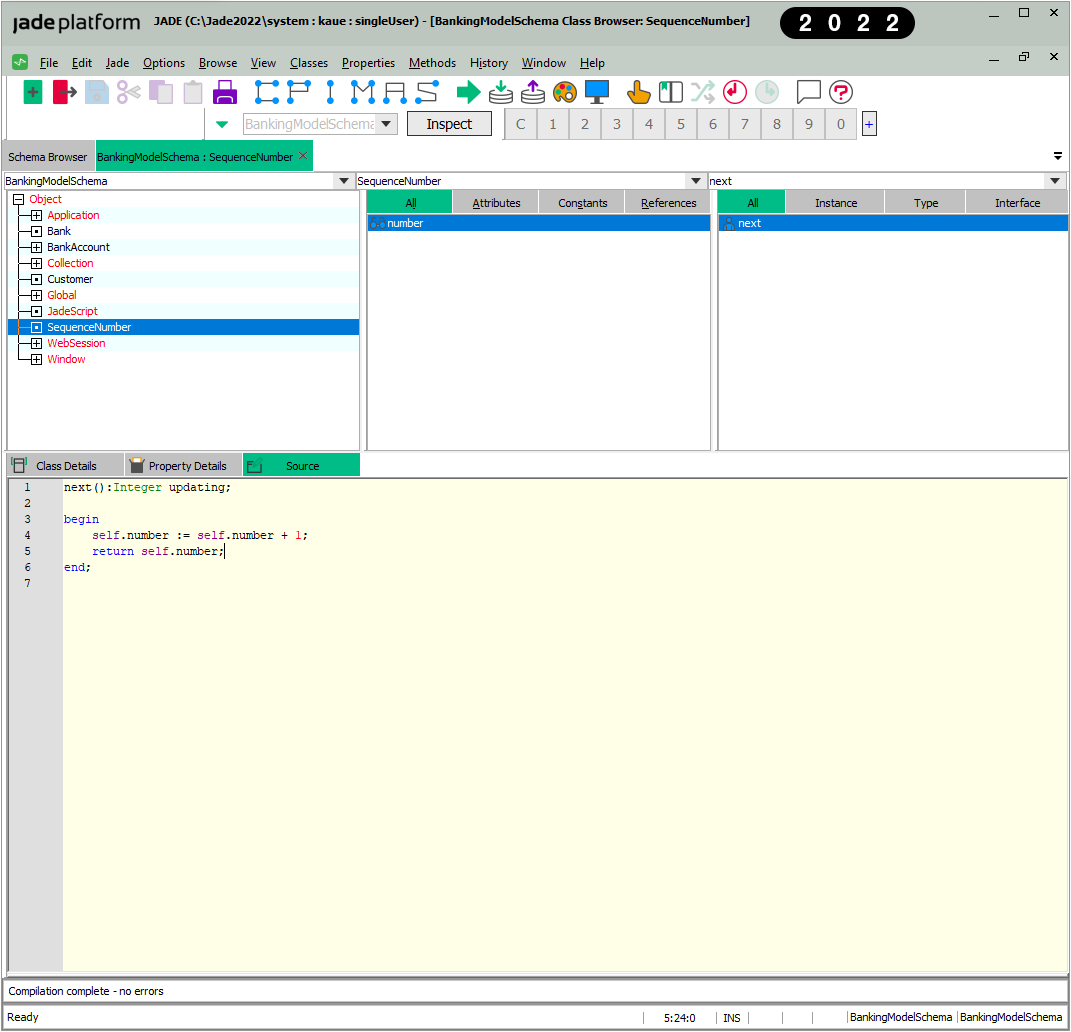 jade platform JADE (C:\Jade2022\system : kaue : singleUser) - [BankingModelSchema Class Browser: SequenceNumber] 2 0 2 2
File Edit Jade Options Browse View Classes Properties Methods History Window Help
BankingModelSchema Inspect C 1 2 3 4 5 6 7 8 9 0 +
Schema Browser BankingModelSchema : SequenceNumber
BankingModelSchema SequenceNumber next
Object All Attributes Constants References All Instance Type Interface
Application number next
Bank
BankAccount
Collection
Customer
Global
JadeScript
SequenceNumber
WebSession
Window
Class Details Property Details Source
1 next():Integer updating;
2
3 begin
4 self.number := self.number + 1;
5 return self.number;
6 end;
7
Compilation complete - no errors
Ready 5:24:0 INS BankingModelSchema BankingModelSchema